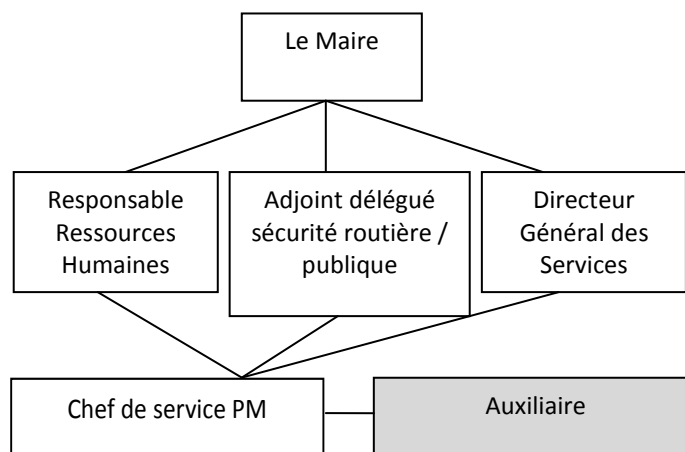 Le Maire
Responsable
Ressources
Humaines
Adjoint délégué
sécurité routière /
publique
Directeur
Général des
Services
Chef de service PM
Auxiliaire